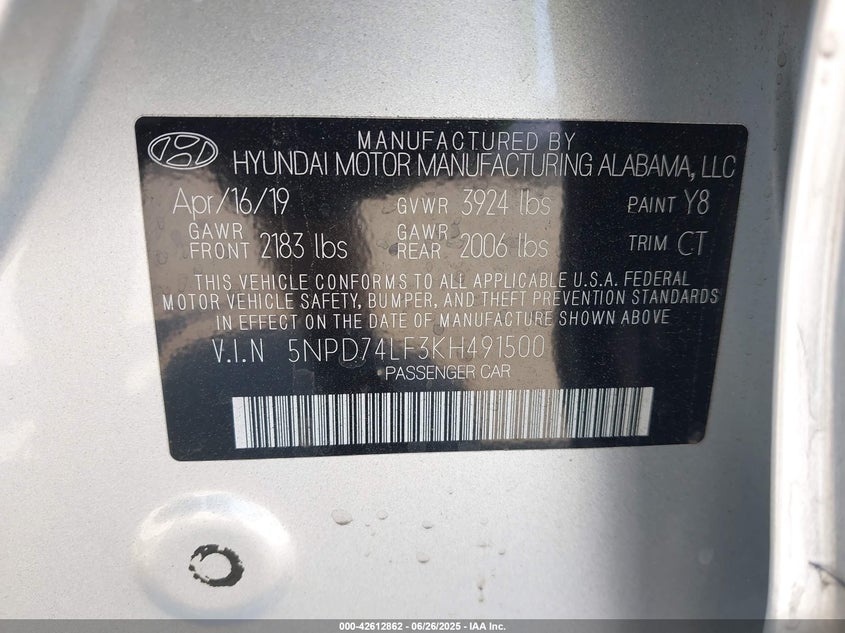 MANUFACTURED BY
HYUNDAI MOTOR MANUFACTURING ALABAMA, LLC
Apr/16/19 GVWR 3924 lbs PAINT Y8
GAWR FRONT 2183 lbs GAWR REAR 2006 lbs TRIM CT
THIS VEHICLE CONFORMS TO ALL APPLICABLE U.S.A. FEDERAL
MOTOR VEHICLE SAFETY, BUMPER, AND THEFT PREVENTION STANDARDS
IN EFFECT ON THE DATE OF MANUFACTURE SHOWN ABOVE.
V.I.N 5NPD74LF3KH491500
PASSENGER CAR
000-42612862 - 06/26/2025 - IAA Inc.